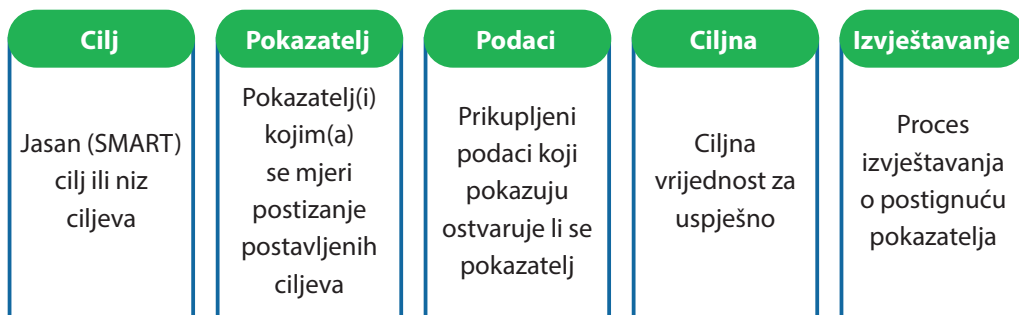 Cilj
Jasan (SMART)
cilj ili niz
ciljeva
Pokazatelj
Pokazatelj(i)
kojim(a)
se mjeri
postizanje
postavljenih
ciljeva
Podaci
Prikupljeni
podaci koji
pokazuju
ostvaruje li se
pokazatelj
Ciljna
Ciljna
vrijednost za
uspješno
Izvještavanje
Proces
izvještavanja
o postignuću
pokazatelja